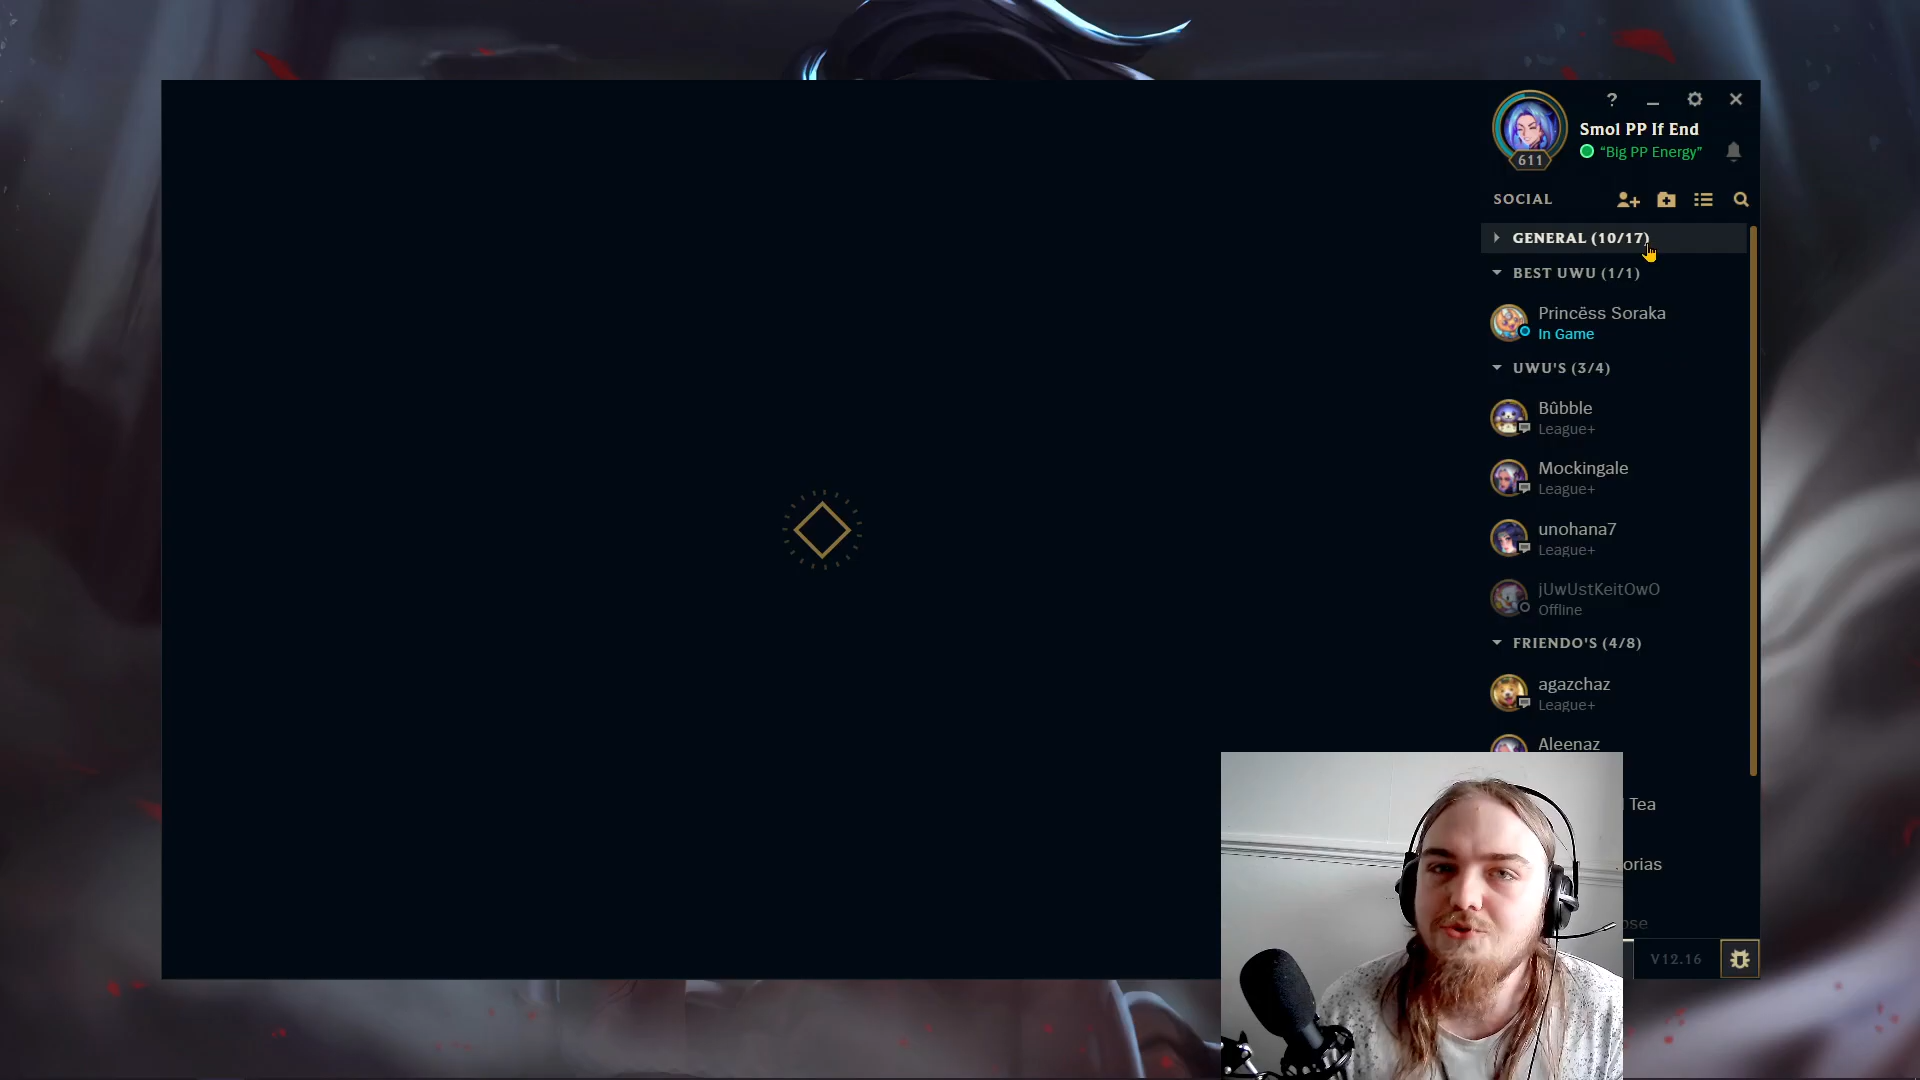 ?
Smol PP If End
“Big PP Energy”
611
SOCIAL
GENERAL (10/17)
BEST UWU (1/1)
Princëss Soraka
In Game
UWU'S (3/4)
Bûbble
League+
Mockingale
League+
unohana7
League+
jUwUstKeitOwO
Offline
FRIENDO'S (4/8)
agazchaz
League+
Aleenaz
Tea
orias
ose
V12.16